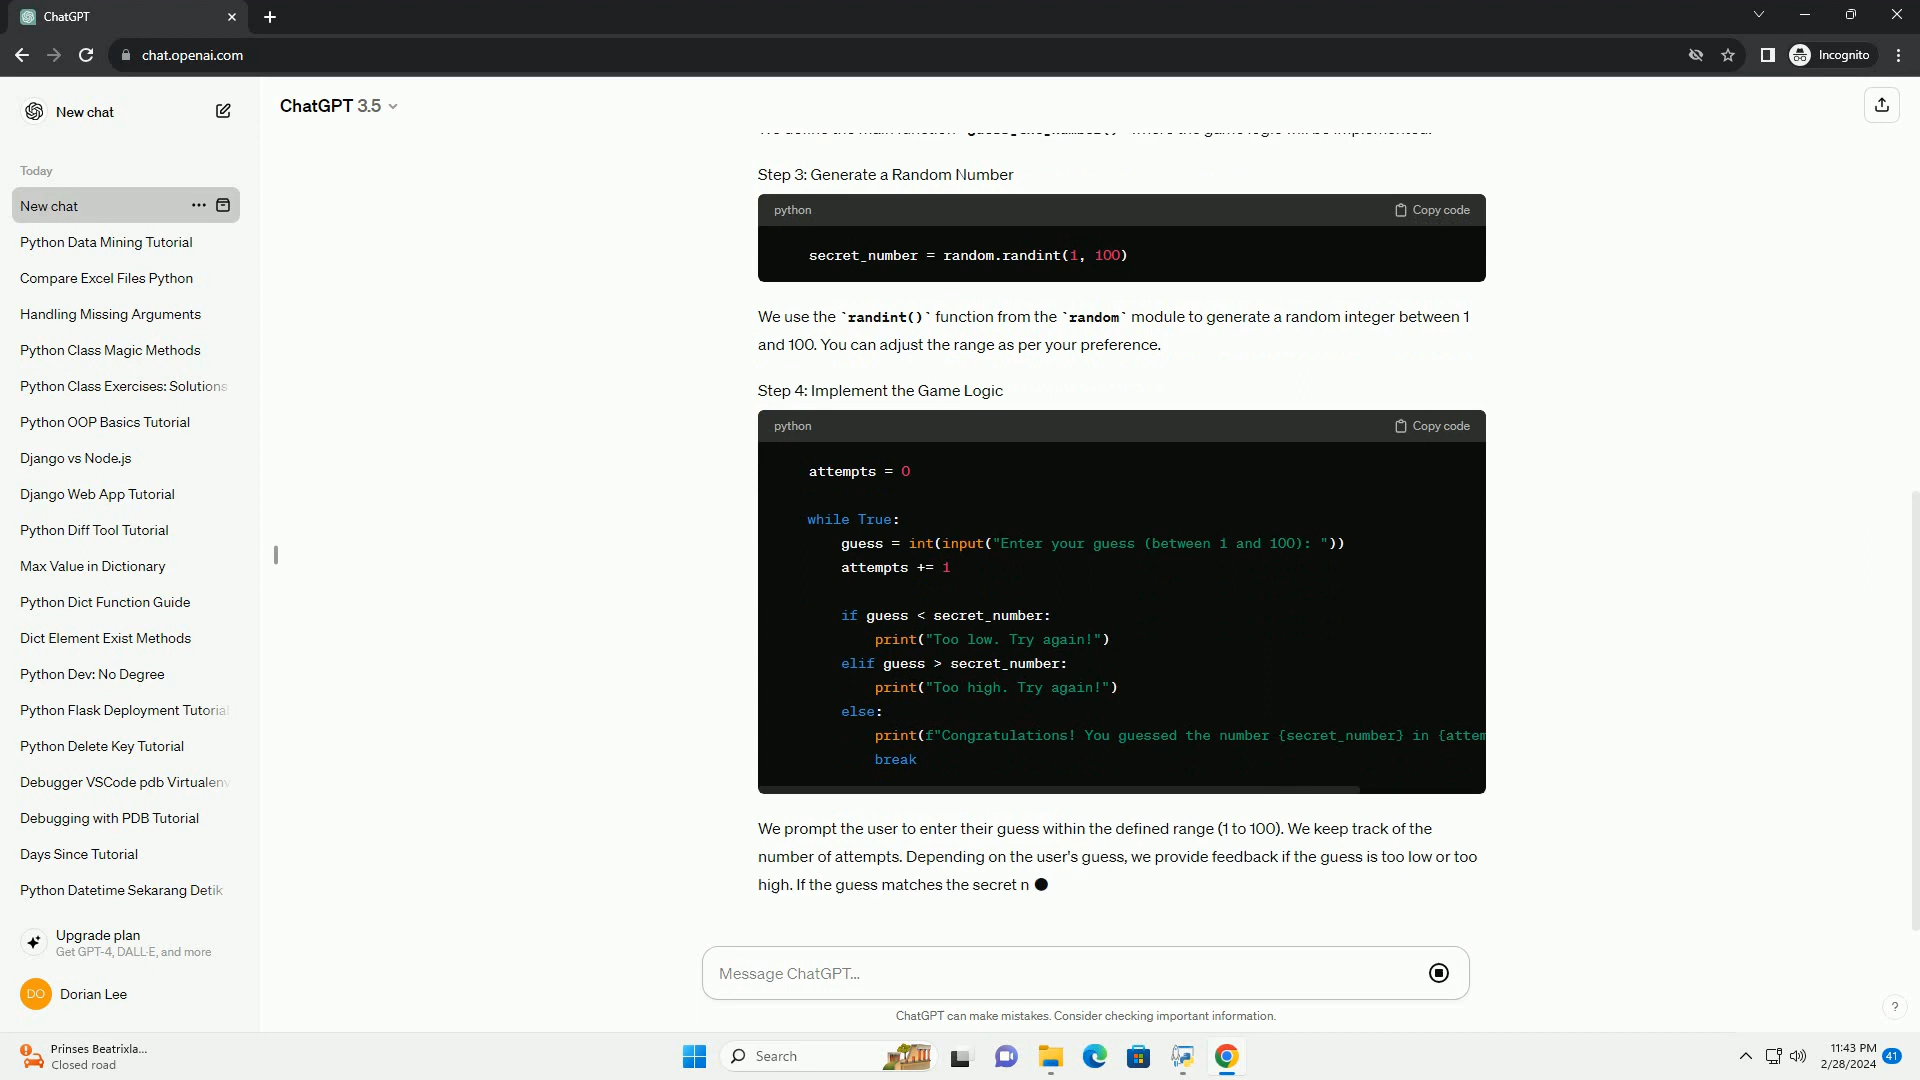 ChatGPT
chat.openai.com
Incognito
New chat
Today
New chat
Python Data Mining Tutorial
Compare Excel Files Python
Handling Missing Arguments
Python Class Magic Methods
Python Class Exercises: Solutions
Python OOP Basics Tutorial
Django vs Node.js
Django Web App Tutorial
Python Diff Tool Tutorial
Max Value in Dictionary
Python Dict Function Guide
Dict Element Exist Methods
Python Dev: No Degree
Python Flask Deployment Tutorial
Python Delete Key Tutorial
Debugger VSCode pdb Virtualenv
Debugging with PDB Tutorial
Days Since Tutorial
Python Datetime Sekarang Detik
Upgrade plan
Get GPT-4, DALL·E, and more
DO Dorian Lee
ChatGPT 3.5
Step 3: Generate a Random Number
python Copy code
secret_number = random.randint(1, 100)
We use the `randint()` function from the `random` module to generate a random integer between 1
and 100. You can adjust the range as per your preference.
Step 4: Implement the Game Logic
python Copy code
attempts = 0
while True:
guess = int(input("Enter your guess (between 1 and 100): "))
attempts += 1
if guess < secret_number:
print("Too low. Try again!")
elif guess > secret_number:
print("Too high. Try again!")
else:
print(f"Congratulations! You guessed the number {secret_number} in {attem
break
We prompt the user to enter their guess within the defined range (1 to 100). We keep track of the
number of attempts. Depending on the user's guess, we provide feedback if the guess is too low or too
high. If the guess matches the secret n
Message ChatGPT...
ChatGPT can make mistakes. Consider checking important information.
?
Prinses Beatrixla...
Closed road
Search
11:43 PM
2/28/2024
41